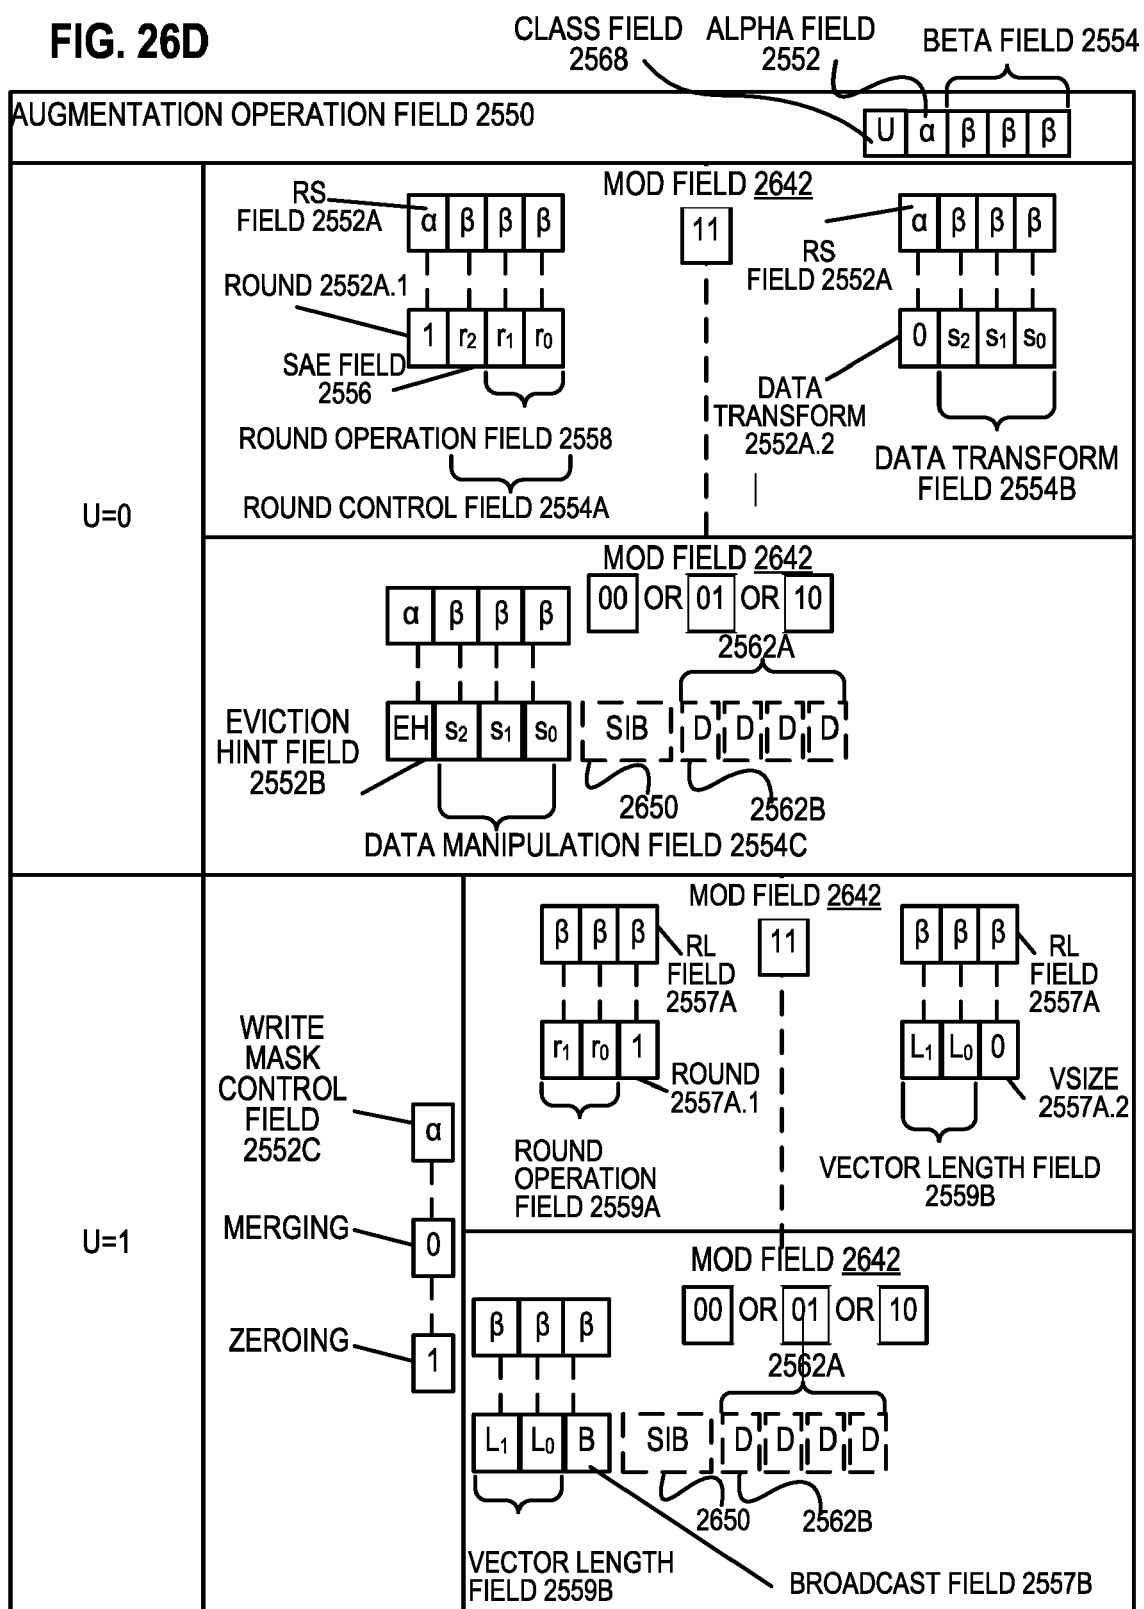 FIG. 26D
CLASS FIELD
2568
ALPHA FIELD
2552
BETA FIELD 2554
AUGMENTATION OPERATION FIELD 2550
U α β β β
U=0
RS
FIELD 2552A
α β β β
MOD FIELD 2642
11
α β β β
RS
FIELD 2552A
ROUND 2552A.1
1 r2 r1 r0
SAE FIELD
2556
ROUND OPERATION FIELD 2558
ROUND CONTROL FIELD 2554A
0 s2 s1 s0
DATA
TRANSFORM
2552A.2
DATA TRANSFORM
FIELD 2554B
MOD FIELD 2642
00 OR 01 OR 10
α β β β
2562A
EVICTION
HINT FIELD
2552B
EH s2 s1 s0 SIB D D D D
2650
2562B
DATA MANIPULATION FIELD 2554C
U=1
WRITE
MASK
CONTROL
FIELD
2552C
α
MERGING
0
ZEROING
1
MOD FIELD 2642
11
β β β
RL
FIELD
2557A
r1 r0 1
ROUND
2557A.1
ROUND
OPERATION
FIELD 2559A
β β β
RL
FIELD
2557A
L1 L0 0
VSIZE
2557A.2
VECTOR LENGTH FIELD
2559B
MOD FIELD 2642
00 OR 01 OR 10
β β β
2562A
L1 L0 B SIB D D D D
2650
2562B
VECTOR LENGTH
FIELD 2559B
BROADCAST FIELD 2557B